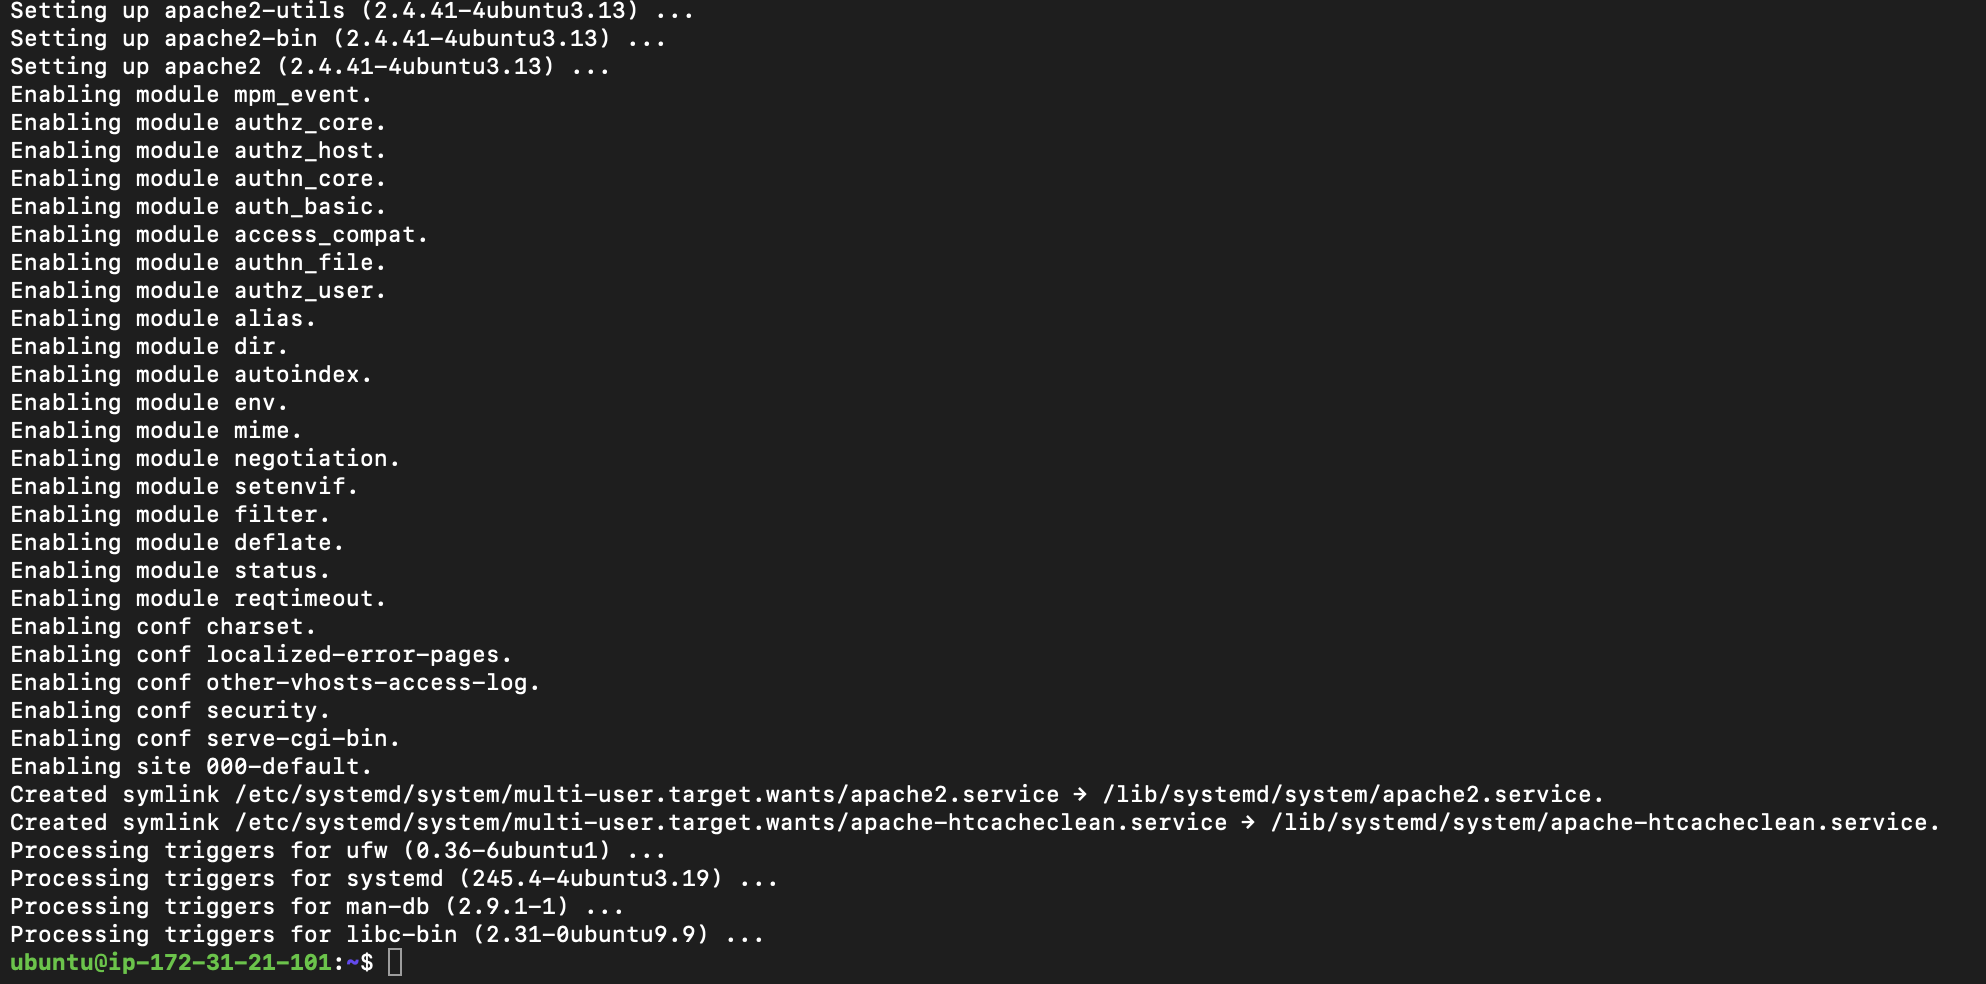 Setting up apache2-utils (2.4.41-4ubuntu3.13) ...
Setting up apache2-bin (2.4.41-4ubuntu3.13) ...
Setting up apache2 (2.4.41-4ubuntu3.13) ...
Enabling module mpm_event.
Enabling module authz_core.
Enabling module authz_host.
Enabling module authn_core.
Enabling module auth_basic.
Enabling module access_compat.
Enabling module authn_file.
Enabling module authz_user.
Enabling module alias.
Enabling module dir.
Enabling module autoindex.
Enabling module env.
Enabling module mime.
Enabling module negotiation.
Enabling module setenvif.
Enabling module filter.
Enabling module deflate.
Enabling module status.
Enabling module reqtimeout.
Enabling conf charset.
Enabling conf localized-error-pages.
Enabling conf other-vhosts-access-log.
Enabling conf security.
Enabling conf serve-cgi-bin.
Enabling site 000-default.
Created symlink /etc/systemd/system/multi-user.target.wants/apache2.service → /lib/systemd/system/apache2.service.
Created symlink /etc/systemd/system/multi-user.target.wants/apache-htcacheclean.service → /lib/systemd/system/apache-htcacheclean.service.
Processing triggers for ufw (0.36-6ubuntu1) ...
Processing triggers for systemd (245.4-4ubuntu3.19) ...
Processing triggers for man-db (2.9.1-1) ...
Processing triggers for libc-bin (2.31-0ubuntu9.9) ...
ubuntu@ip-172-31-21-101:~$